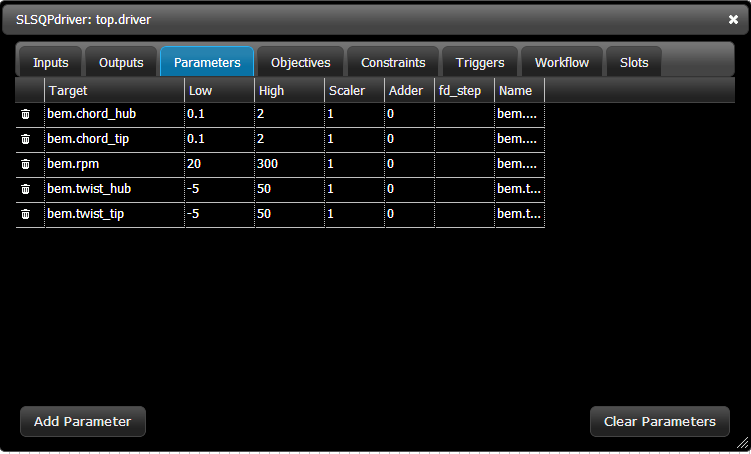 SLSQPdriver: top.driver
Inputs Outputs Parameters Objectives Constraints Triggers Workflow Slots
Target Low High Scaler Adder fd_step Name
bem.chord_hub 0.1 2 1 0 bem....
bem.chord_tip 0.1 2 1 0 bem....
bem.rpm 20 300 1 0 bem....
bem.twist_hub -5 50 1 0 bem.t...
bem.twist_tip -5 50 1 0 bem.t...
Add Parameter Clear Parameters